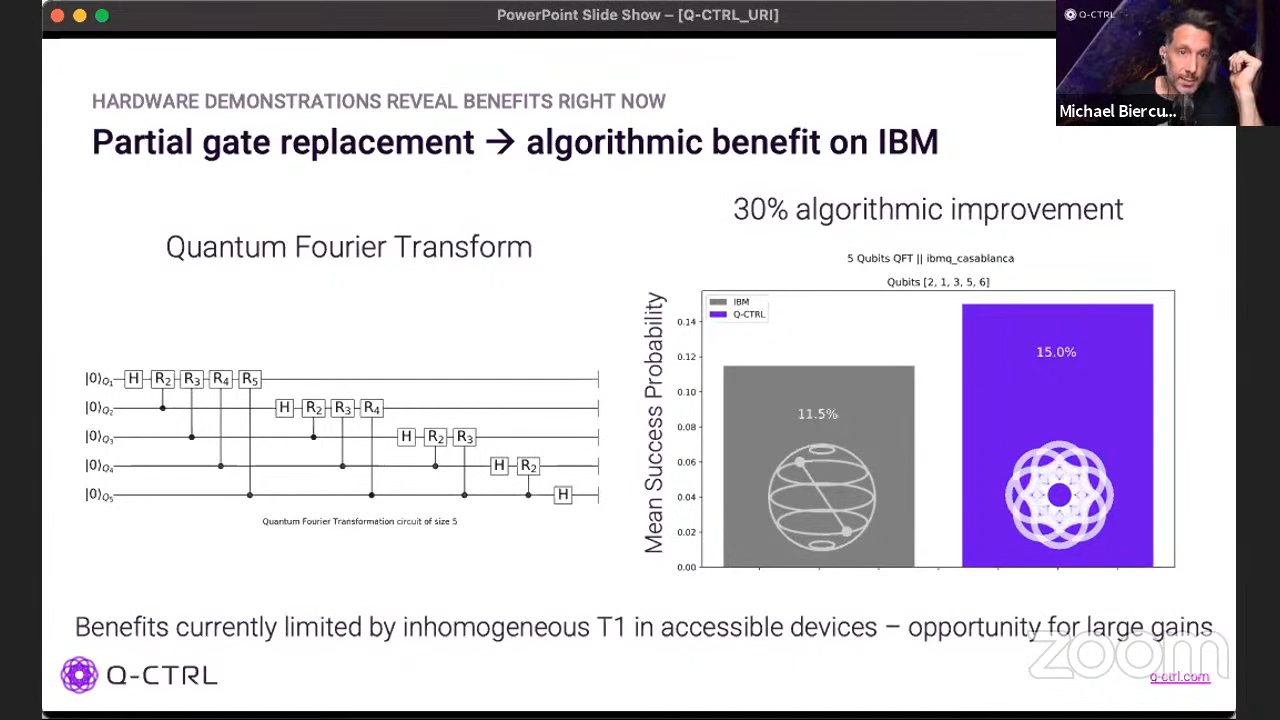 PowerPoint Slide Show – [Q-CTRL_URI]
Q-CTRL
Michael Biercu...
HARDWARE DEMONSTRATIONS REVEAL BENEFITS RIGHT NOW
Partial gate replacement → algorithmic benefit on IBM
Quantum Fourier Transform
|0⟩Q₁ H R₂ R₃ R₄ R₅
|0⟩Q₂ H R₂ R₃ R₄
|0⟩Q₃ H R₂ R₃
|0⟩Q₄ H R₂
|0⟩Q₅ H
Quantum Fourier Transformation circuit of size 5
30% algorithmic improvement
5 Qubits QFT || ibmq_casablanca
Qubits [2, 1, 3, 5, 6]
Mean Success Probability
IBM
Q-CTRL
0.14
0.12
0.10
0.08
0.06
0.04
0.02
0.00
11.5%
15.0%
Benefits currently limited by inhomogeneous T1 in accessible devices – opportunity for large gains
Q-CTRL
zoom
q-ctrl.com